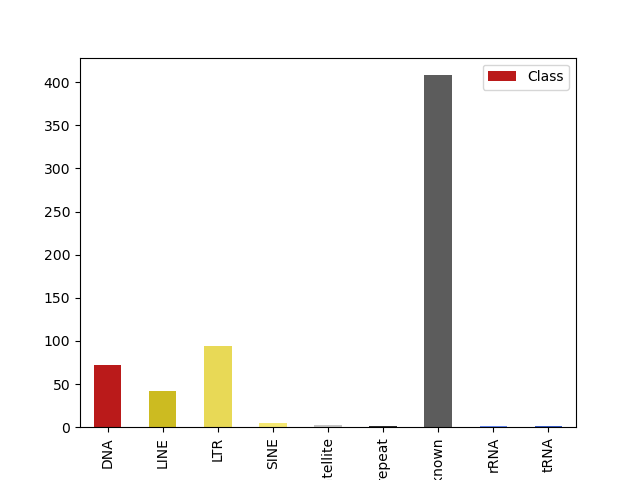 400
350
300
250
200
150
100
50
0
Class
DNA
LINE
LTR
SINE
tellite
repeat
known
rRNA
tRNA